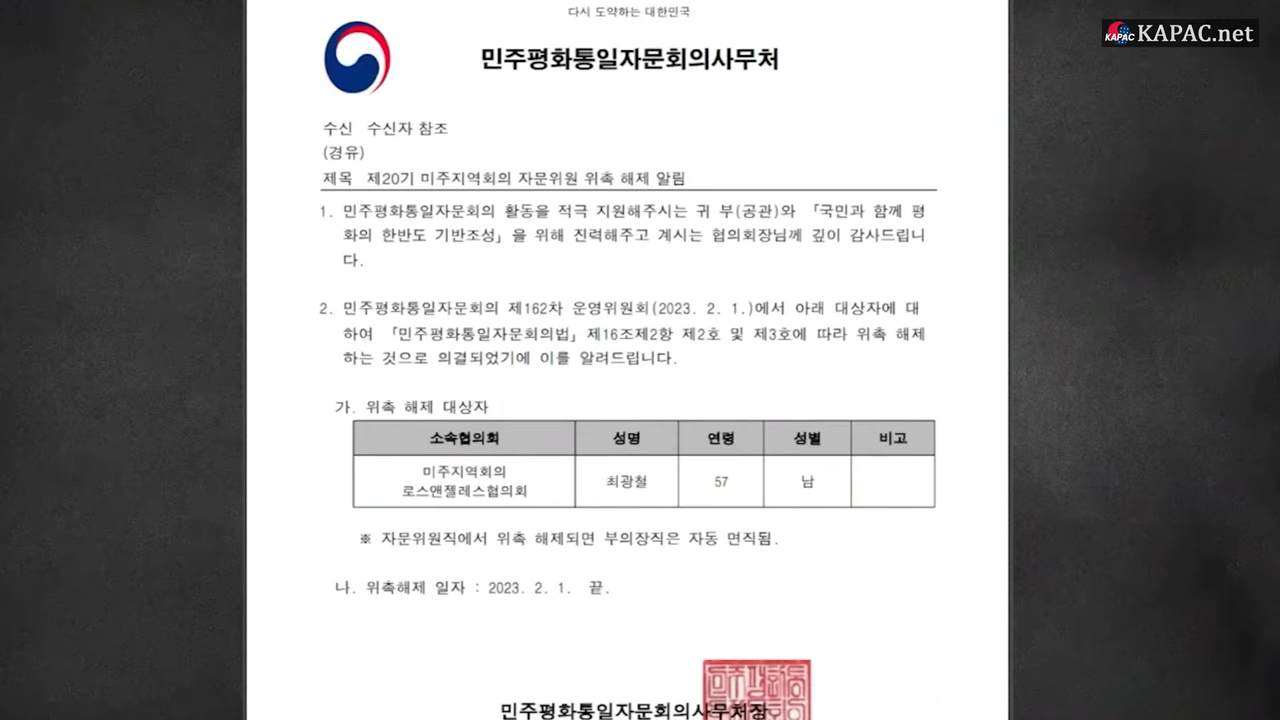 다시 도약하는 대한민국
KAPAC KAPAC.net
민주평화통일자문회의사무처
수신 수신자 참조
(경유)
제목 제20기 미주지역회의 자문위원 위촉 해제 알림
1. 민주평화통일자문회의 활동을 적극 지원해주시는 귀 부(공관)와 「국민과 함께 평
화의 한반도 기반조성」을 위해 진력해주고 계시는 협의회장님께 깊이 감사드립니
다.
2. 민주평화통일자문회의 제162차 운영위원회(2023. 2. 1.)에서 아래 대상자에 대
하여 「민주평화통일자문회의법」 제16조제2항 제2호 및 제3호에 따라 위촉 해제
하는 것으로 의결되었기에 이를 알려드립니다.
가. 위촉 해제 대상자
소속협의회 성명 연령 성별 비고
미주지역회의
로스앤젤레스협의회 최광철 57 남
※ 자문위원직에서 위촉 해제되면 부의장직은 자동 면직됨.
나. 위촉해제 일자 : 2023. 2. 1. 끝.
민주평화통일자문회의사무처장